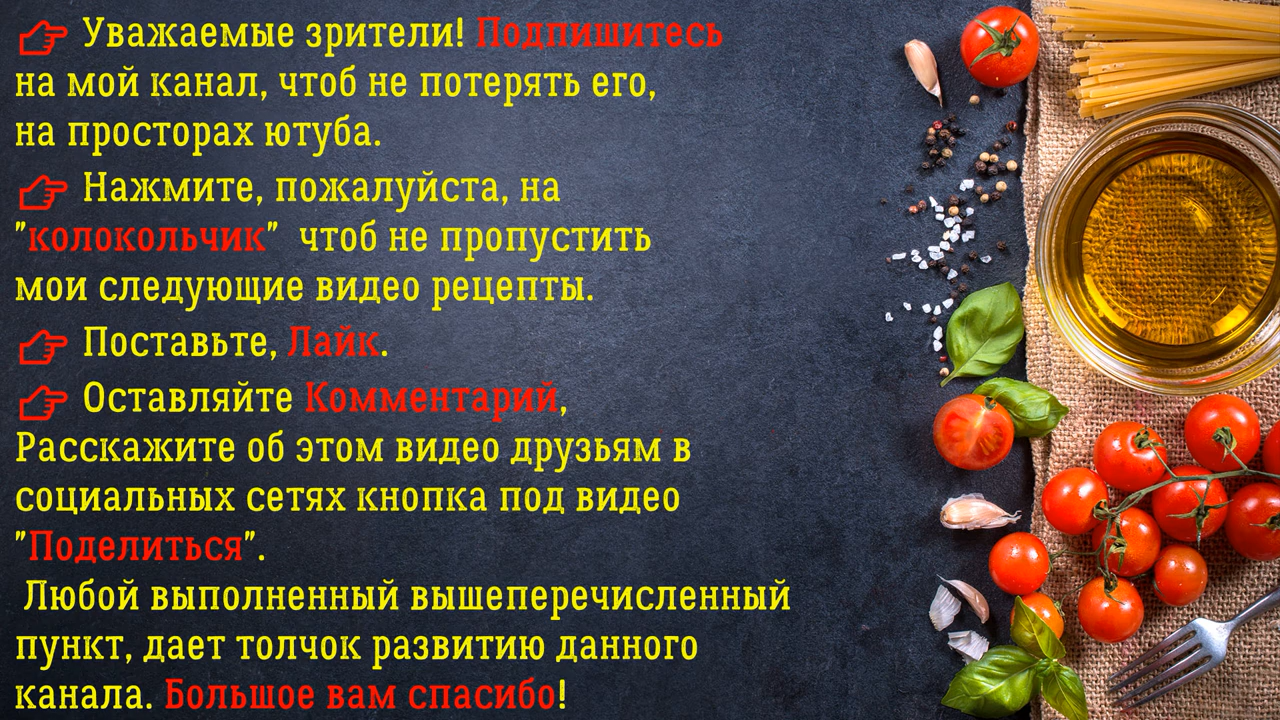 Уважаемые зрители! Подпишитесь
на мой канал, чтоб не потерять его,
на просторах ютуба.
Нажмите, пожалуйста, на
"колокольчик" чтоб не пропустить
мои следующие видео рецепты.
Поставьте, Лайк.
Оставляйте Комментарий,
Расскажите об этом видео друзьям в
социальных сетях кнопка под видео
"Поделиться".
Любой выполненный вышеперечисленный
пункт, дает толчок развитию данного
канала. Большое вам спасибо!